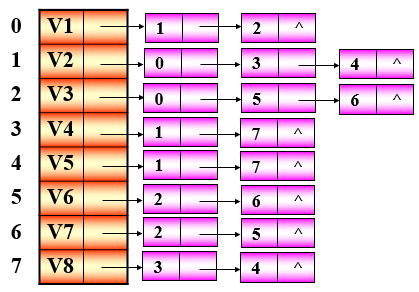 0 V1 1 2 ^
1 V2 0 3 4 ^
2 V3 0 5 6 ^
3 V4 1 7 ^
4 V5 1 7 ^
5 V6 2 6 ^
6 V7 2 5 ^
7 V8 3 4 ^